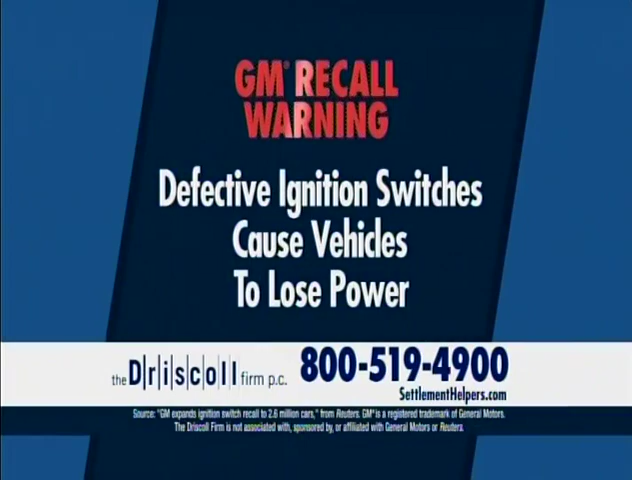 GM® RECALL
WARNING
Defective Ignition Switches
Cause Vehicles
To Lose Power
the Driscoll firm p.c. 800-519-4900
SettlementHelpers.com
Source: "GM expands ignition switch recall to 2.6 million cars," from Reuters. GM® is a registered trademark of General Motors.
The Driscoll Firm is not associated with, sponsored by, or affiliated with General Motors or Reuters.